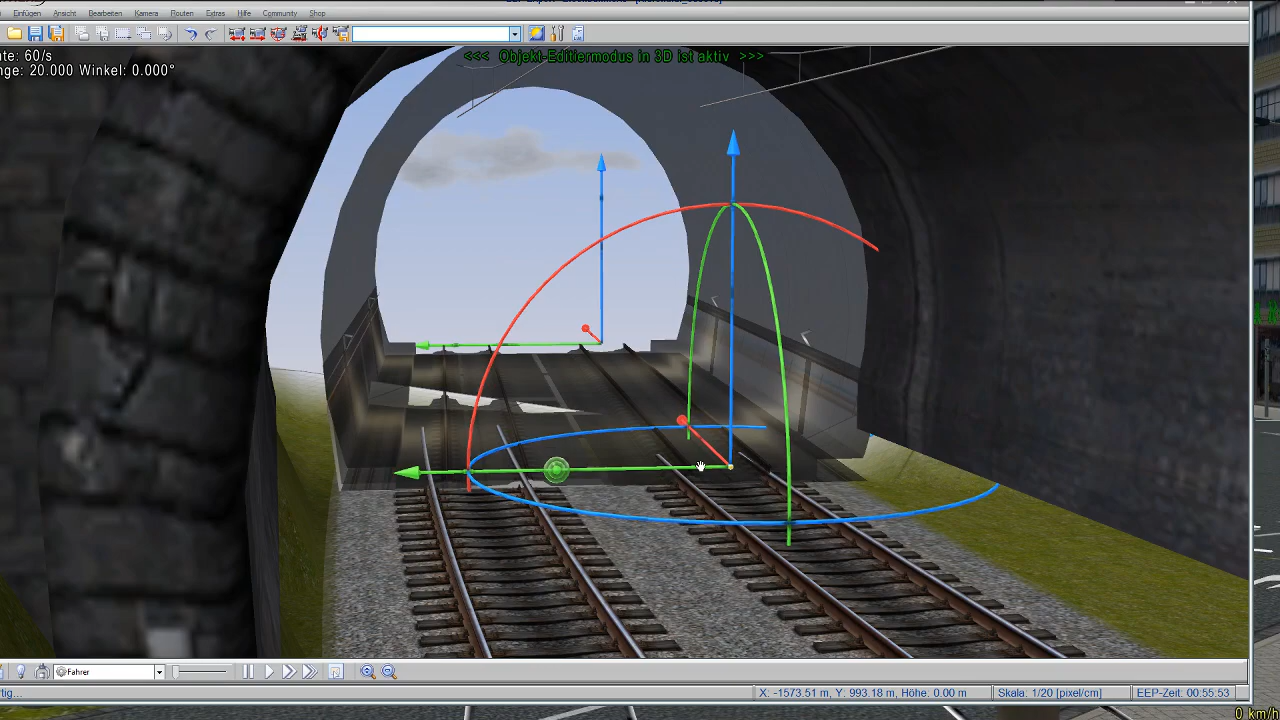 Einfügen Ansicht Bearbeiten Kamera Routen Extras Hilfe Community Shop
te: 60/s
<<< Objekt-Editiermodus in 3D ist aktiv >>>
nge: 20.000 Winkel: 0.000°
Fahrer
tig... X: -1573.51 m, Y: 993.18 m, Höhe: 0.00 m Skala: 1/20 [pixel/cm] EEP-Zeit: 00:55:53
0 km/h